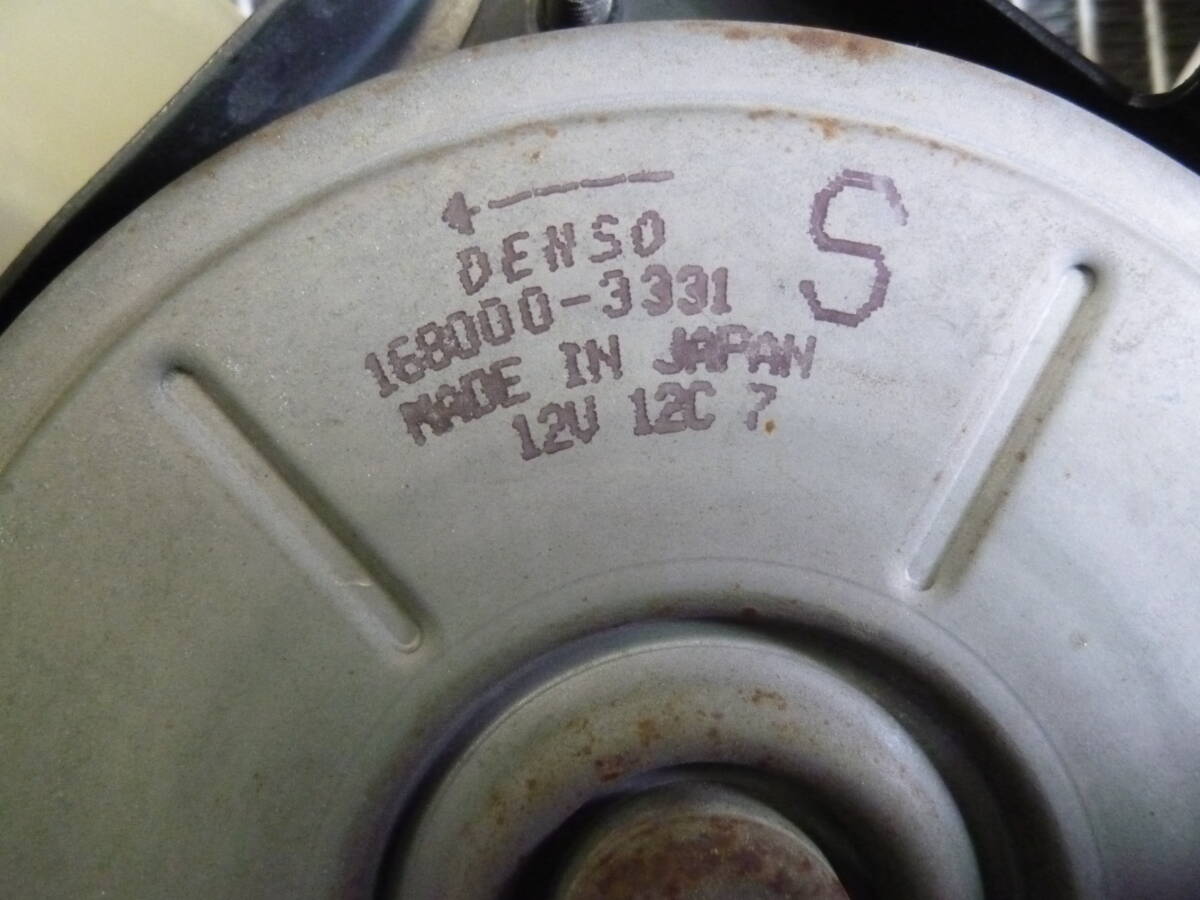 DENSO
S
168000-3331
MADE IN JAPAN
12V 12C 7